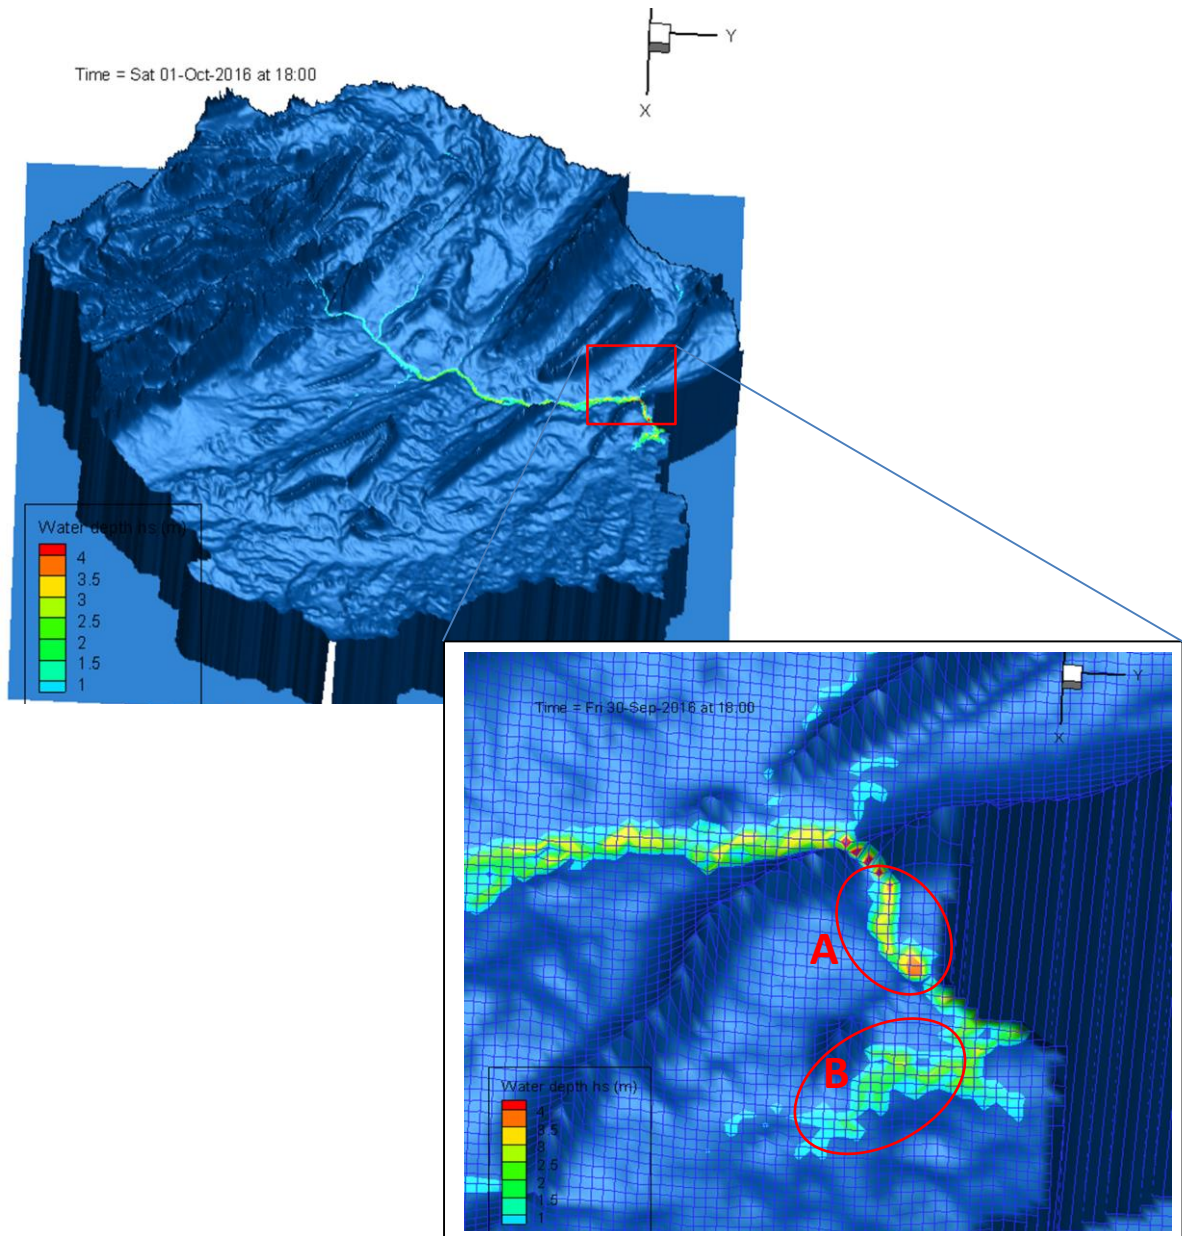 Y
Time = Sat 01-Oct-2016 at 18:00
X
Water depth hs (m)
4
3.5
3
2.5
2
1.5
1
Y
Time = Fri 30-Sep-2016 at 18:00
X
A
B
Water depth hs (m)
4
3.5
3
2.5
2
1.5
1